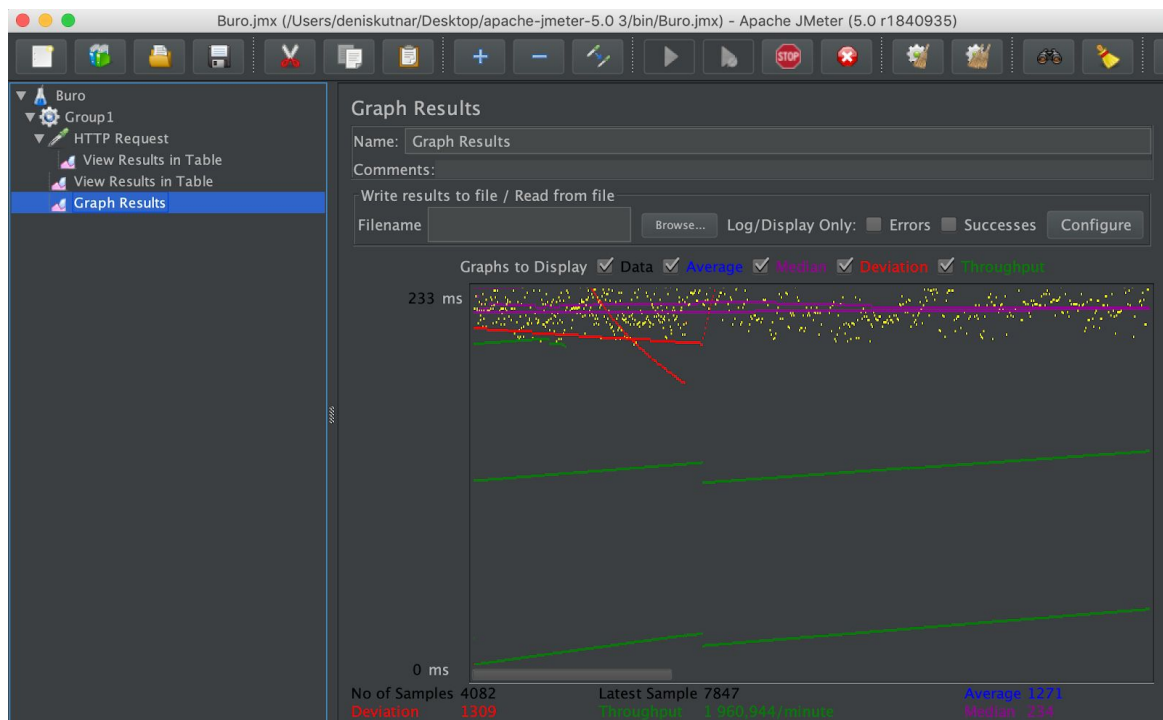 Buro.jmx (/Users/deniskutnar/Desktop/apache-jmeter-5.0 3/bin/Buro.jmx) - Apache JMeter (5.0 r1840935)
STOP
Buro
Group1
HTTP Request
View Results in Table
View Results in Table
Graph Results
Graph Results
Name: Graph Results
Comments:
Write results to file / Read from file
Filename Browse... Log/Display Only: Errors Successes Configure
Graphs to Display Data Average Median Deviation Throughput
233 ms
0 ms
No of Samples 4082 Latest Sample 7847 Average 1271
Deviation 1309 Throughput 1 960,944/minute Median 234